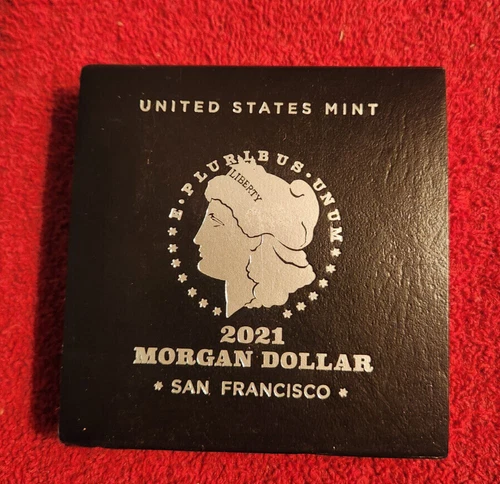 UNITED STATES MINT
E · PLURIBUS · UNUM
LIBERTY
2021
MORGAN DOLLAR
* SAN FRANCISCO *